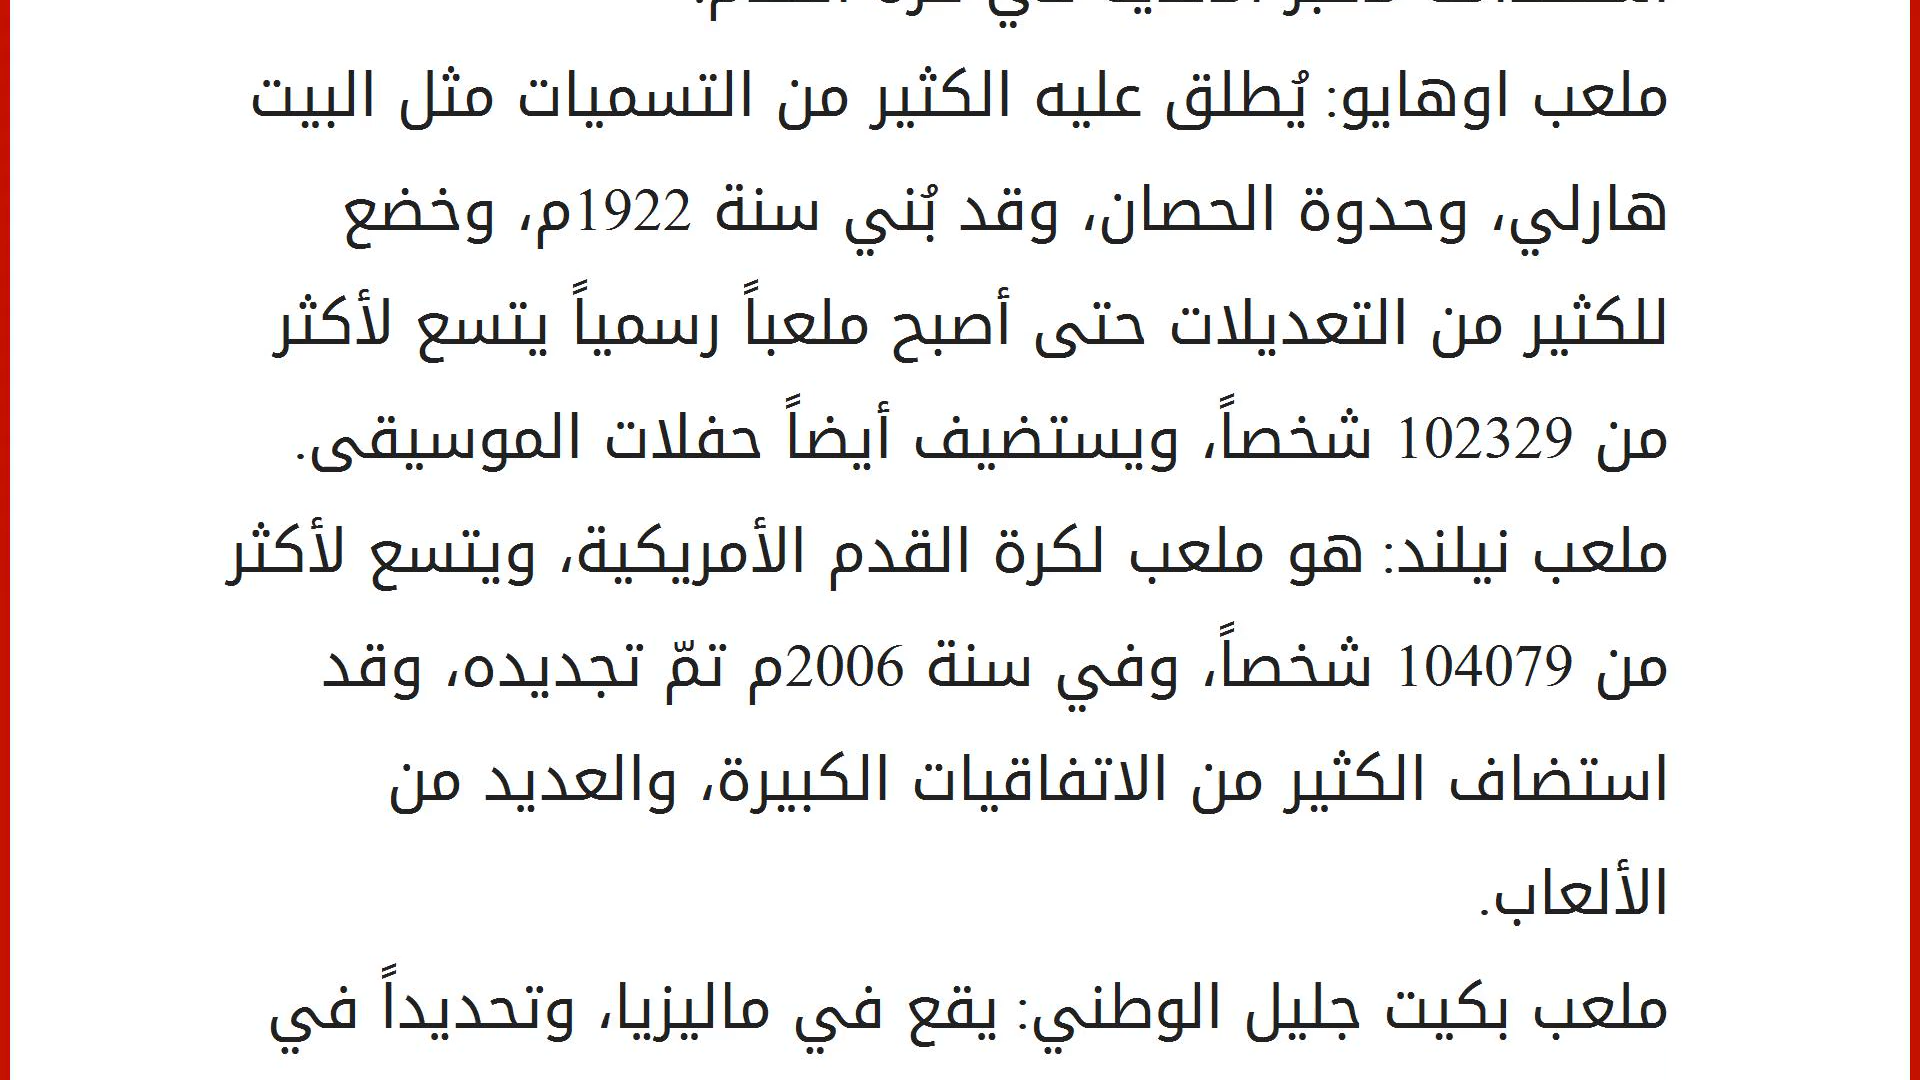 ملعب اوهايو: يُطلق عليه الكثير من التسميات مثل البيت
هارلي، وحدوة الحصان، وقد بُني سنة 1922م، وخضع
للكثير من التعديلات حتى أصبح ملعباً رسمياً يتسع لأكثر
من 102329 شخصاً، ويستضيف أيضاً حفلات الموسيقى.
ملعب نيلند: هو ملعب لكرة القدم الأمريكية، ويتسع لأكثر
من 104079 شخصاً، وفي سنة 2006م تمّ تجديده، وقد
استضاف الكثير من الاتفاقيات الكبيرة، والعديد من
الألعاب.
ملعب بكيت جليل الوطني: يقع في ماليزيا، وتحديداً في